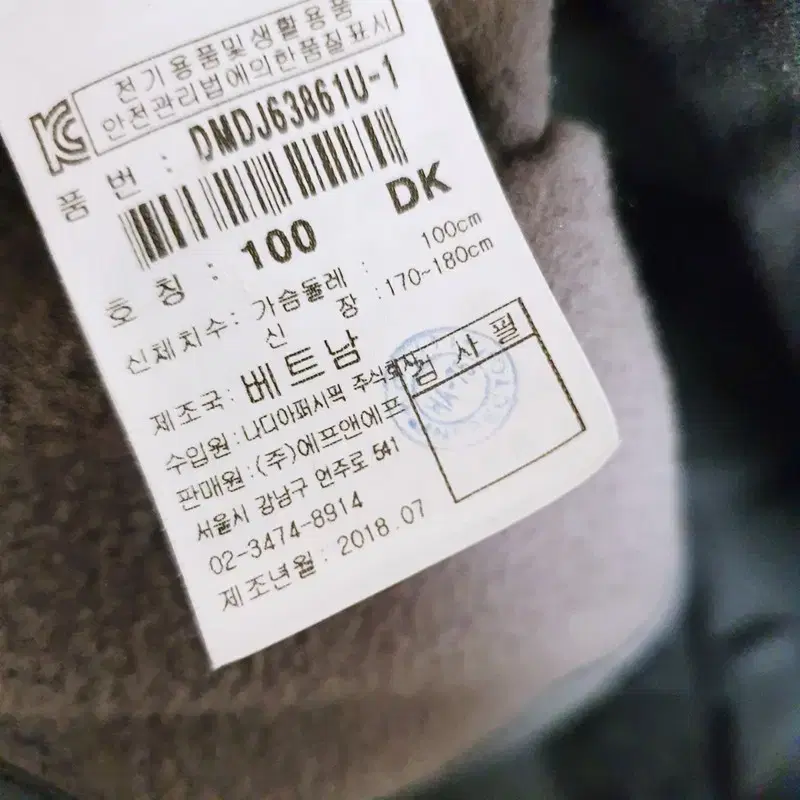 전기용품및생활용품
안전관리법에의한품질표시
품 번 : DMDJ63861U-1
호 칭 : 100 DK
신체치수: 가슴둘레 : 100cm
신 장 :170~180cm
제조국: 베트남
수입원 : 나디아퍼시픽 주식회사
검 사 필
판매원 : (주)에프앤에프
서울시 강남구 언주로 541
02-3474-8914
제조년월 : 2018.07